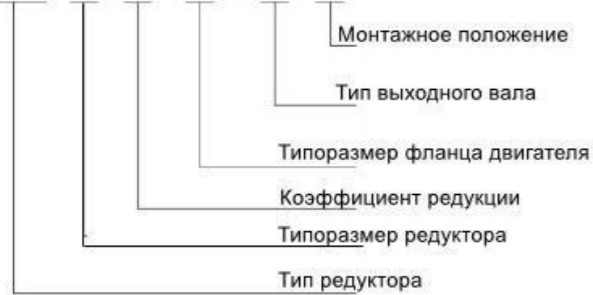 Монтажное положение
Тип выходного вала
Типоразмер фланца двигателя
Коэффициент редукции
Типоразмер редуктора
Тип редуктора